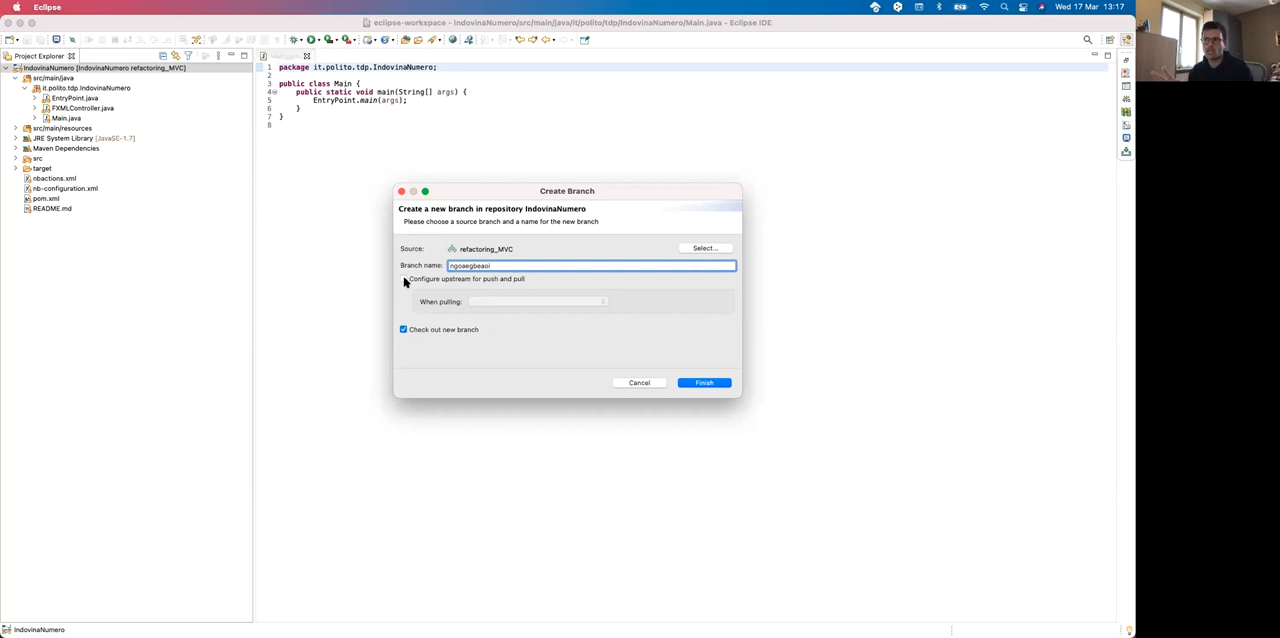 Eclipse
Wed 17 Mar 13:17
eclipse-workspace - IndovinaNumero/src/main/java/it/polito/tdp/IndovinaNumero/Main.java - Eclipse IDE
Project Explorer
IndovinaNumero [IndovinaNumero refactoring_MVC]
src/main/java
it.polito.tdp.IndovinaNumero
EntryPoint.java
FXMLController.java
Main.java
src/main/resources
JRE System Library [JavaSE-1.7]
Maven Dependencies
src
target
nbactions.xml
nb-configuration.xml
pom.xml
README.md
1 package it.polito.tdp.IndovinaNumero;
2
3 public class Main {
4 public static void main(String[] args) {
5 EntryPoint.main(args);
6 }
7 }
8
Create Branch
Create a new branch in repository IndovinaNumero
Please choose a source branch and a name for the new branch
Source: refactoring_MVC Select...
Branch name: ngoaegbeaoi
Configure upstream for push and pull
When pulling:
Check out new branch
Cancel Finish
IndovinaNumero